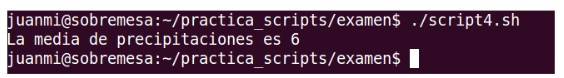 juanmi@sobremesa:~/practica_scripts/examen$ ./script4.sh
La media de precipitaciones es 6
juanmi@sobremesa:~/practica_scripts/examen$